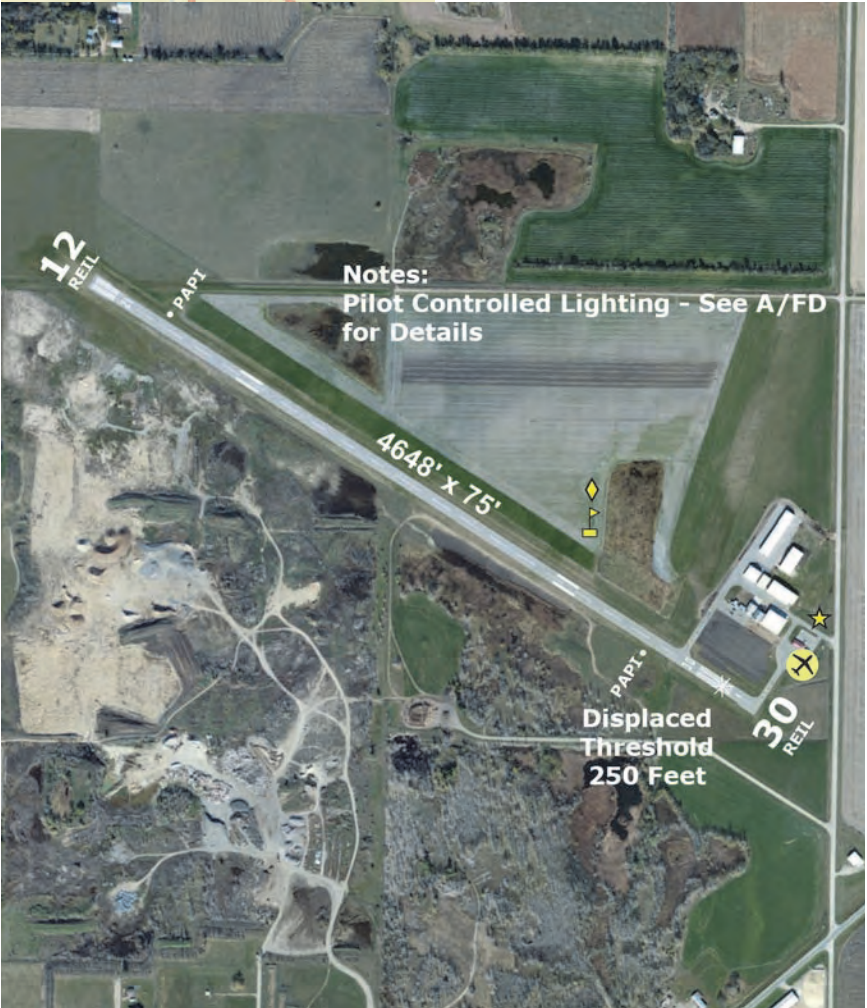 12
REIL
PAPI
Notes:
Pilot Controlled Lighting - See A/FD
for Details
4648' x 75'
PAPI
Displaced
Threshold
250 Feet
30
REIL